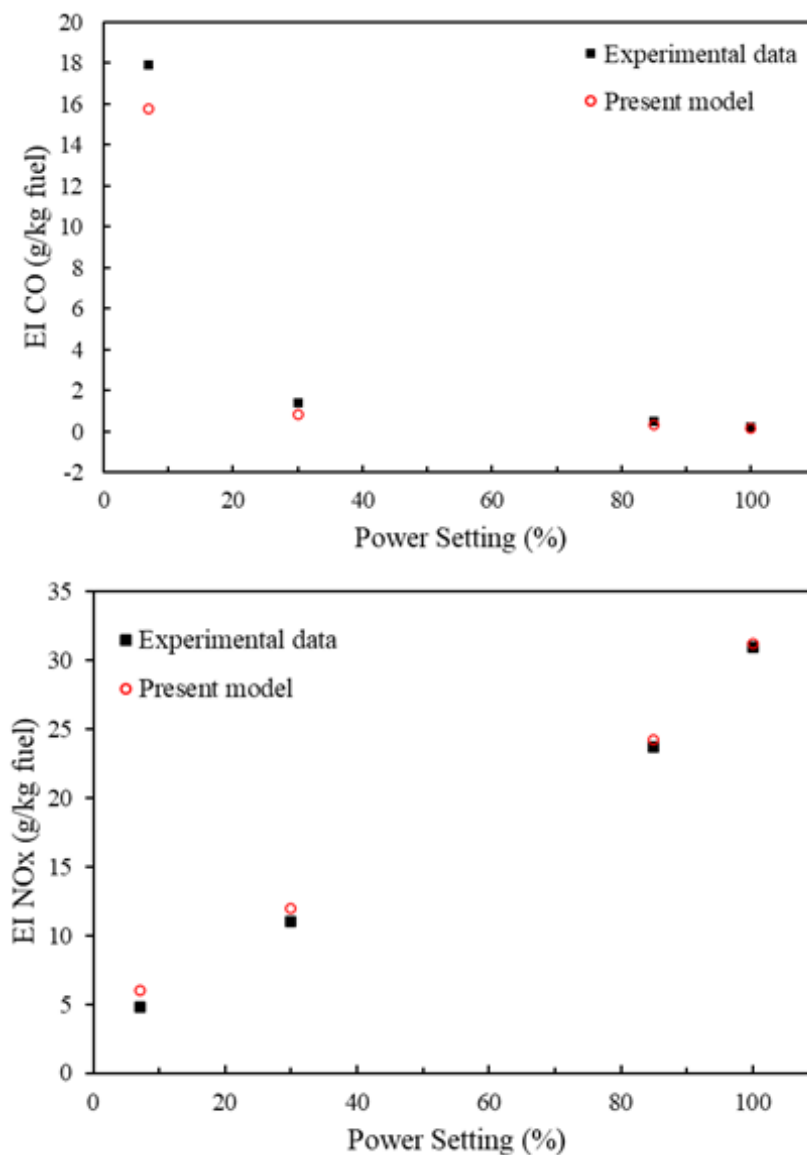 20
18
16
14
12
10
8
6
4
2
0
-2
EI CO (g/kg fuel)
Experimental data
Present model
0 20 40 60 80 100
Power Setting (%)
35
30
25
20
15
10
5
0
EI NOx (g/kg fuel)
Experimental data
Present model
0 20 40 60 80 100
Power Setting (%)